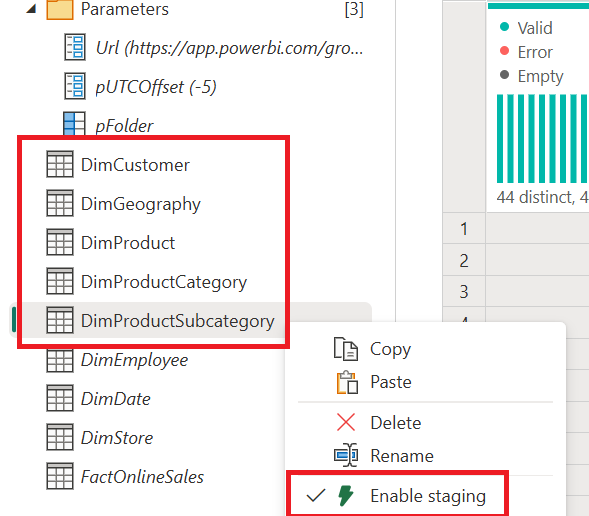 Parameters [3]
Url (https://app.powerbi.com/gro...
pUTCOffset (-5)
pFolder
DimCustomer
DimGeography
DimProduct
DimProductCategory
DimProductSubcategory
DimEmployee
DimDate
DimStore
FactOnlineSales
Copy
Paste
Delete
Rename
Enable staging
Valid
Error
Empty
44 distinct, 4
1
2
3
4